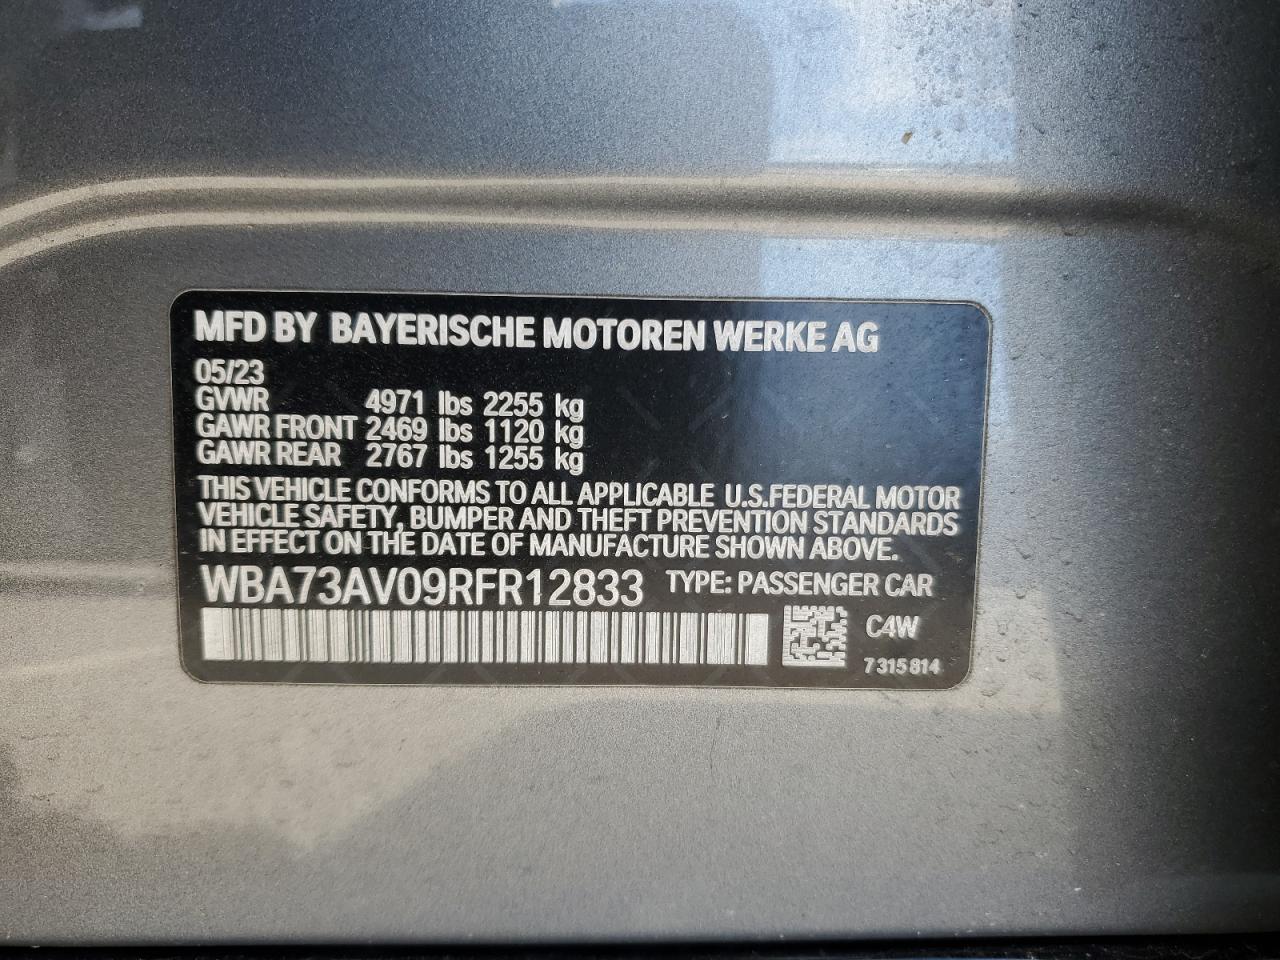 MFD BY BAYERISCHE MOTOREN WERKE AG
05/23
GVWR 4971 lbs 2255 kg
GAWR FRONT 2469 lbs 1120 kg
GAWR REAR 2767 lbs 1255 kg
THIS VEHICLE CONFORMS TO ALL APPLICABLE U.S.FEDERAL MOTOR
VEHICLE SAFETY, BUMPER AND THEFT PREVENTION STANDARDS
IN EFFECT ON THE DATE OF MANUFACTURE SHOWN ABOVE.
WBA73AV09RFR12833 TYPE: PASSENGER CAR
C4W
7 315 814